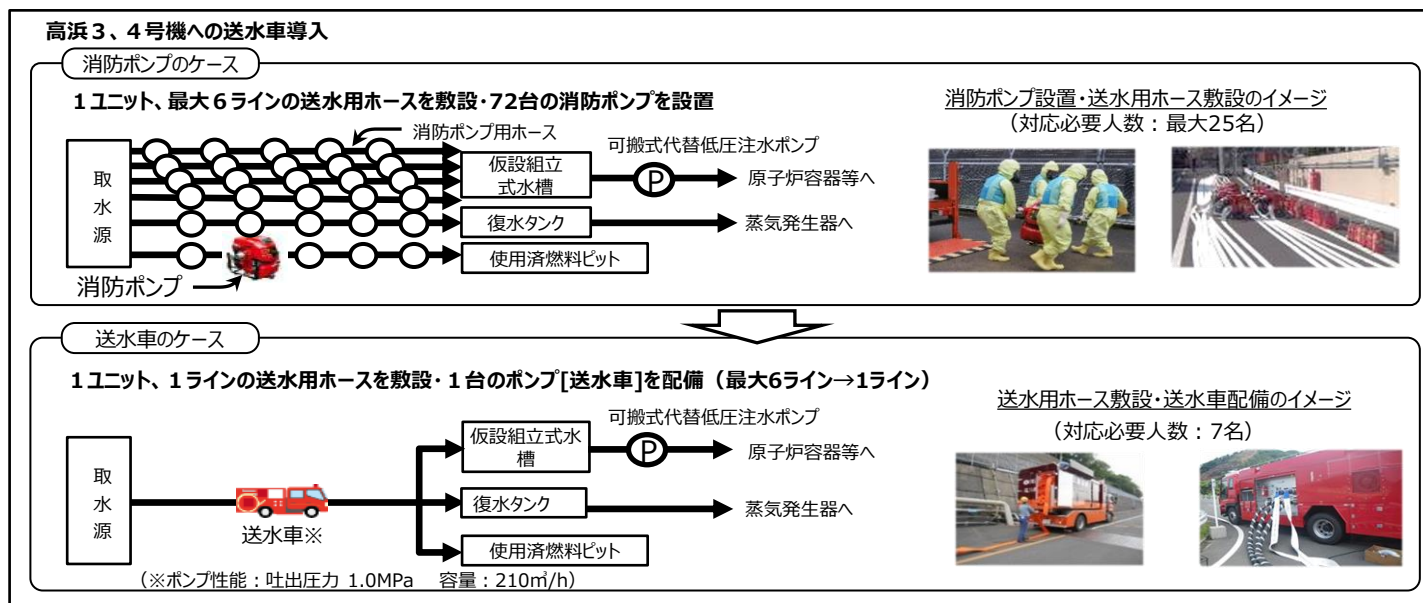 高浜３、４号機への送水車導入
消防ポンプのケース
１ユニット、最大６ラインの送水用ホースを敷設・72台の消防ポンプを設置
消防ポンプ用ホース
取
水
源
仮設組立
式水槽
可搬式代替低圧注水ポンプ
P
原子炉容器等へ
復水タンク
蒸気発生器へ
使用済燃料ピット
消防ポンプ
消防ポンプ設置・送水用ホース敷設のイメージ
（対応必要人数：最大25名）
送水車のケース
１ユニット、１ラインの送水用ホースを敷設・１台のポンプ[送水車]を配備（最大6ライン→1ライン）
取
水
源
送水車※
仮設組立式水
槽
可搬式代替低圧注水ポンプ
P
原子炉容器等へ
復水タンク
蒸気発生器へ
使用済燃料ピット
（※ポンプ性能：吐出圧力 1.0MPa　容量：210㎥/h）
送水用ホース敷設・送水車配備のイメージ
（対応必要人数：7名）